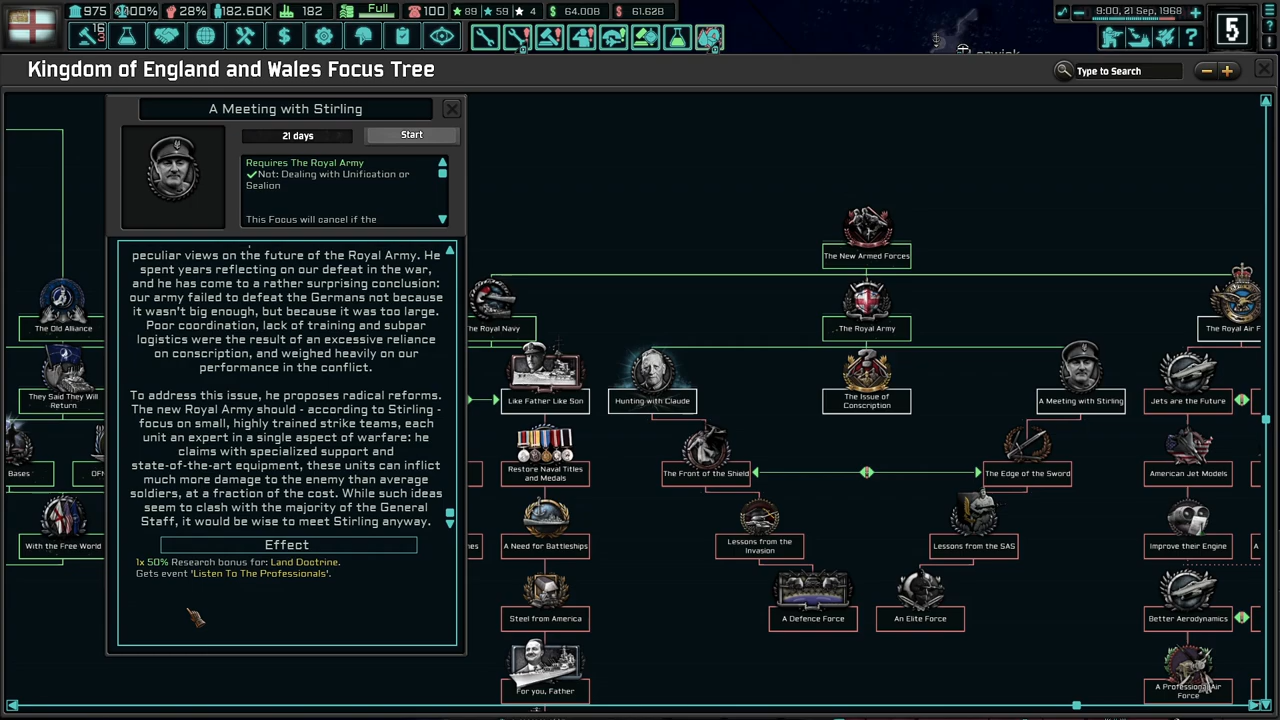 975 100% 28% 182.60K 182 Full 100 89 59 4 $ 64.00B $ 61.62B 9:00, 21 Sep, 1968 5
Kingdom of England and Wales Focus Tree
Type to Search
A Meeting with Stirling
21 days
Start
Requires The Royal Army
Not: Dealing with Unification or
Sealion
This Focus will cancel if the
peculiar views on the future of the Royal Army. He
spent years reflecting on our defeat in the war,
and he has come to a rather surprising conclusion:
our army failed to defeat the Germans not because
it wasn't big enough, but because it was too large.
Poor coordination, lack of training and subpar
logistics were the result of an excessive reliance
on conscription, and weighed heavily on our
performance in the conflict.
To address this issue, he proposes radical reforms.
The new Royal Army should - according to Stirling -
focus on small, highly trained strike teams, each
unit an expert in a single aspect of warfare: he
claims with specialized support and
state-of-the-art equipment, these units can inflict
much more damage to the enemy than average
soldiers, at a fraction of the cost. While such ideas
seem to clash with the majority of the General
Staff, it would be wise to meet Stirling anyway.
Effect
1x 50% Research bonus for: Land Doctrine.
Gets event 'Listen To The Professionals'.
The Old Alliance
They Said They Will
Return
Bases
With the Free World
The New Armed Forces
he Royal Navy
The Royal Army
The Royal Air F
Like Father Like Son
Hunting with Claude
The Issue of
Conscription
A Meeting with Stirling
Jets are the Future
Restore Naval Titles
and Medals
The Front of the Shield
The Edge of the Sword
American Jet Models
A Need for Battleships
Lessons from the
Invasion
Lessons from the SAS
Improve their Engine
Steel from America
A Defence Force
An Elite Force
Better Aerodynamics
For you, Father
A Professional Air
Force